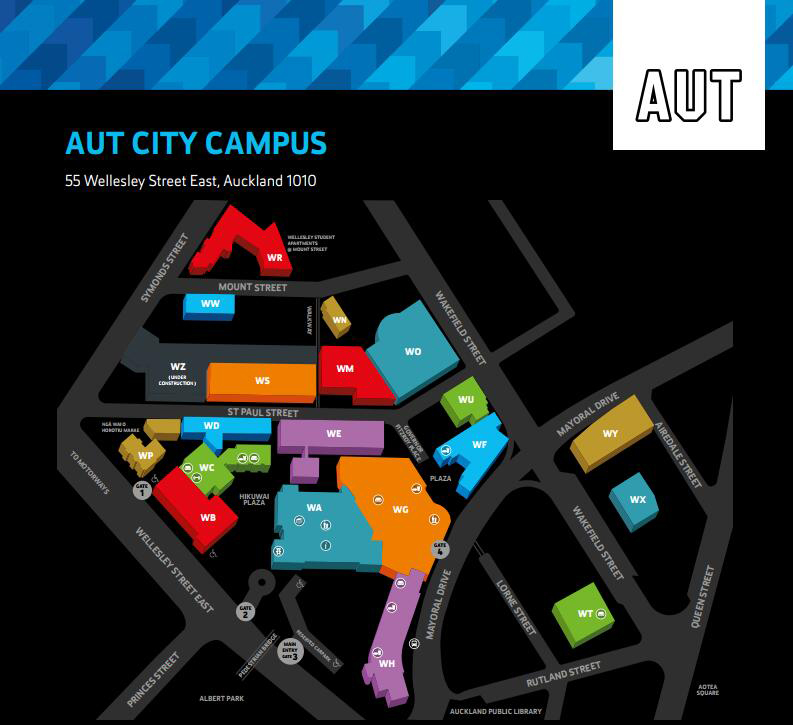 AUT
AUT CITY CAMPUS
55 Wellesley Street East, Auckland 1010
SYMONDS STREET
WR
WELLESLEY STUDENT
APARTMENTS
@ MOUNT STREET
MOUNT STREET
WW
WALKWAY
WN
WAKEFIELD STREET
WO
WM
WZ
(UNDER
CONSTRUCTION)
WS
ST PAUL STREET
WU
MAYORAL DRIVE
WY
AIREDALE STREET
NGĀ WAI O
HOROTIU MARAE
WD
WE
GOVERNOR
FITZROY PLACE
WF
WP
WC
PLAZA
TO MOTORWAYS
GATE
1
HIKUWAI
PLAZA
WA
WG
WX
WB
GATE
4
WELLESLEY STREET EAST
WAKEFIELD STREET
GATE
2
MAYORAL DRIVE
LORNE STREET
WT
QUEEN STREET
PEDESTRIAN BRIDGE
MAIN
ENTRY
GATE 3
RESERVED CARPARK
WH
RUTLAND STREET
PRINCES STREET
ALBERT PARK
AOTEA
SQUARE
AUCKLAND PUBLIC LIBRARY